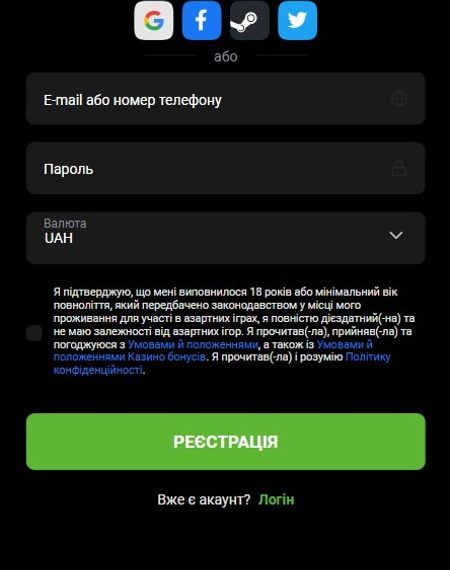 або
E-mail або номер телефону
Пароль
Валюта
UAH
Я підтверджую, що мені виповнилося 18 років або мінімальний вік
повноліття, який передбачено законодавством у місці мого
проживання для участі в азартних іграх, я повністю дієздатний(-на) та
не маю залежності від азартних ігор. Я прочитав(-ла), прийняв(-ла) та
погоджуюся з Умовами й положеннями, а також із Умовами й
положеннями Казино бонусів. Я прочитав(-ла) і розумію Політику
конфіденційності.
РЕЄСТРАЦІЯ
Вже є акаунт? Логін